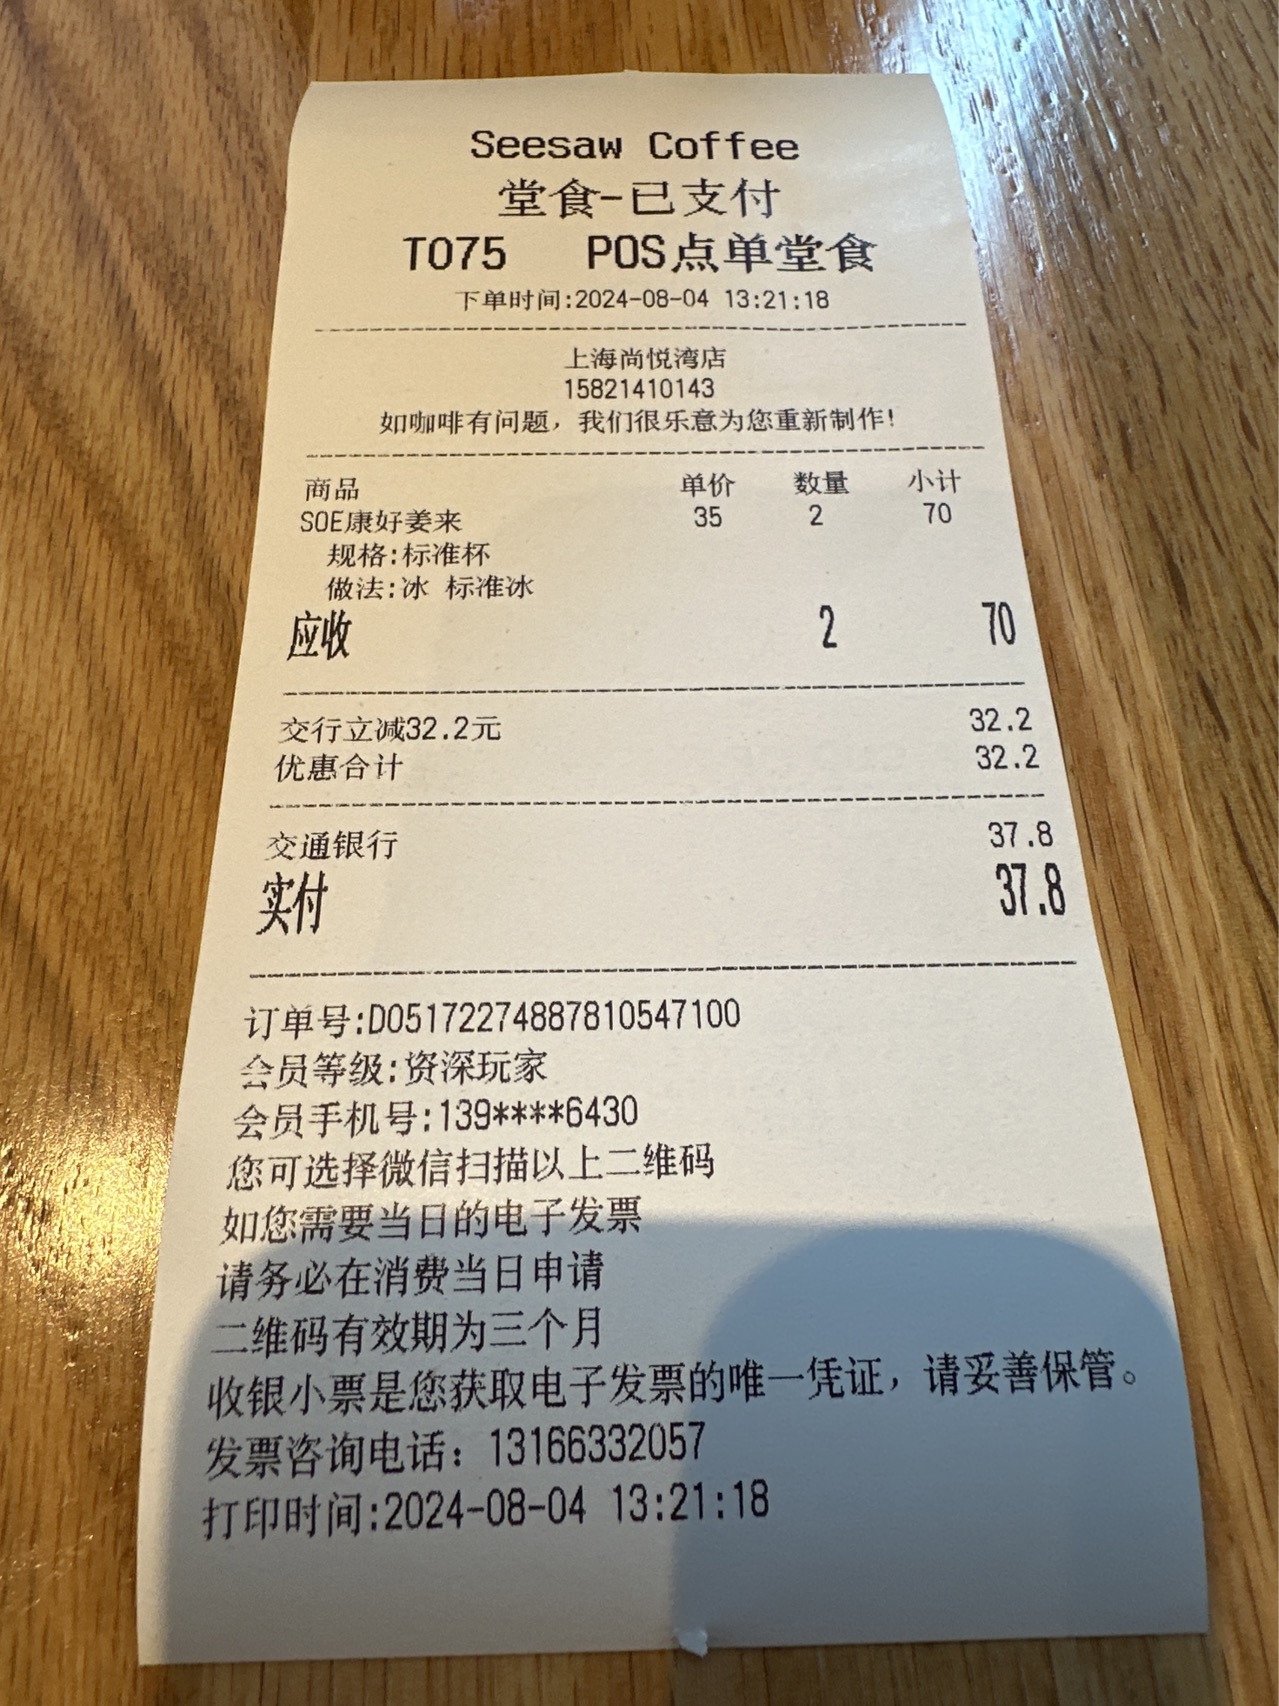 Seesaw Coffee
堂食-已支付
T075 POS点单堂食
下单时间:2024-08-04 13:21:18
上海尚悦湾店
15821410143
如咖啡有问题，我们很乐意为您重新制作!
商品 单价 数量 小计
SOE康好姜来 35 2 70
规格:标准杯
做法:冰 标准冰
应收 2 70
交行立减32.2元 32.2
优惠合计 32.2
交通银行 37.8
实付 37.8
订单号:D0517227488781054​7100
会员等级:资深玩家
会员手机号:139****6430
您可选择微信扫描以上二维码
如您需要当日的电子发票
请务必在消费当日申请
二维码有效期为三个月
收银小票是您获取电子发票的唯一凭证，请妥善保管。
发票咨询电话：13166332057
打印时间:2024-08-04 13:21:18